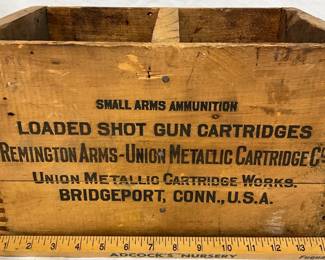 SMALL ARMS AMMUNITION
LOADED SHOT GUN CARTRIDGES
REMINGTON ARMS-UNION METALLIC CARTRIDGE CO
UNION METALLIC CARTRIDGE WORKS.
BRIDGEPORT, CONN., U.S.A.
1 2 3 4 5 6 7 8 9 10 11 12 13
ADCOCK'S NURSERY